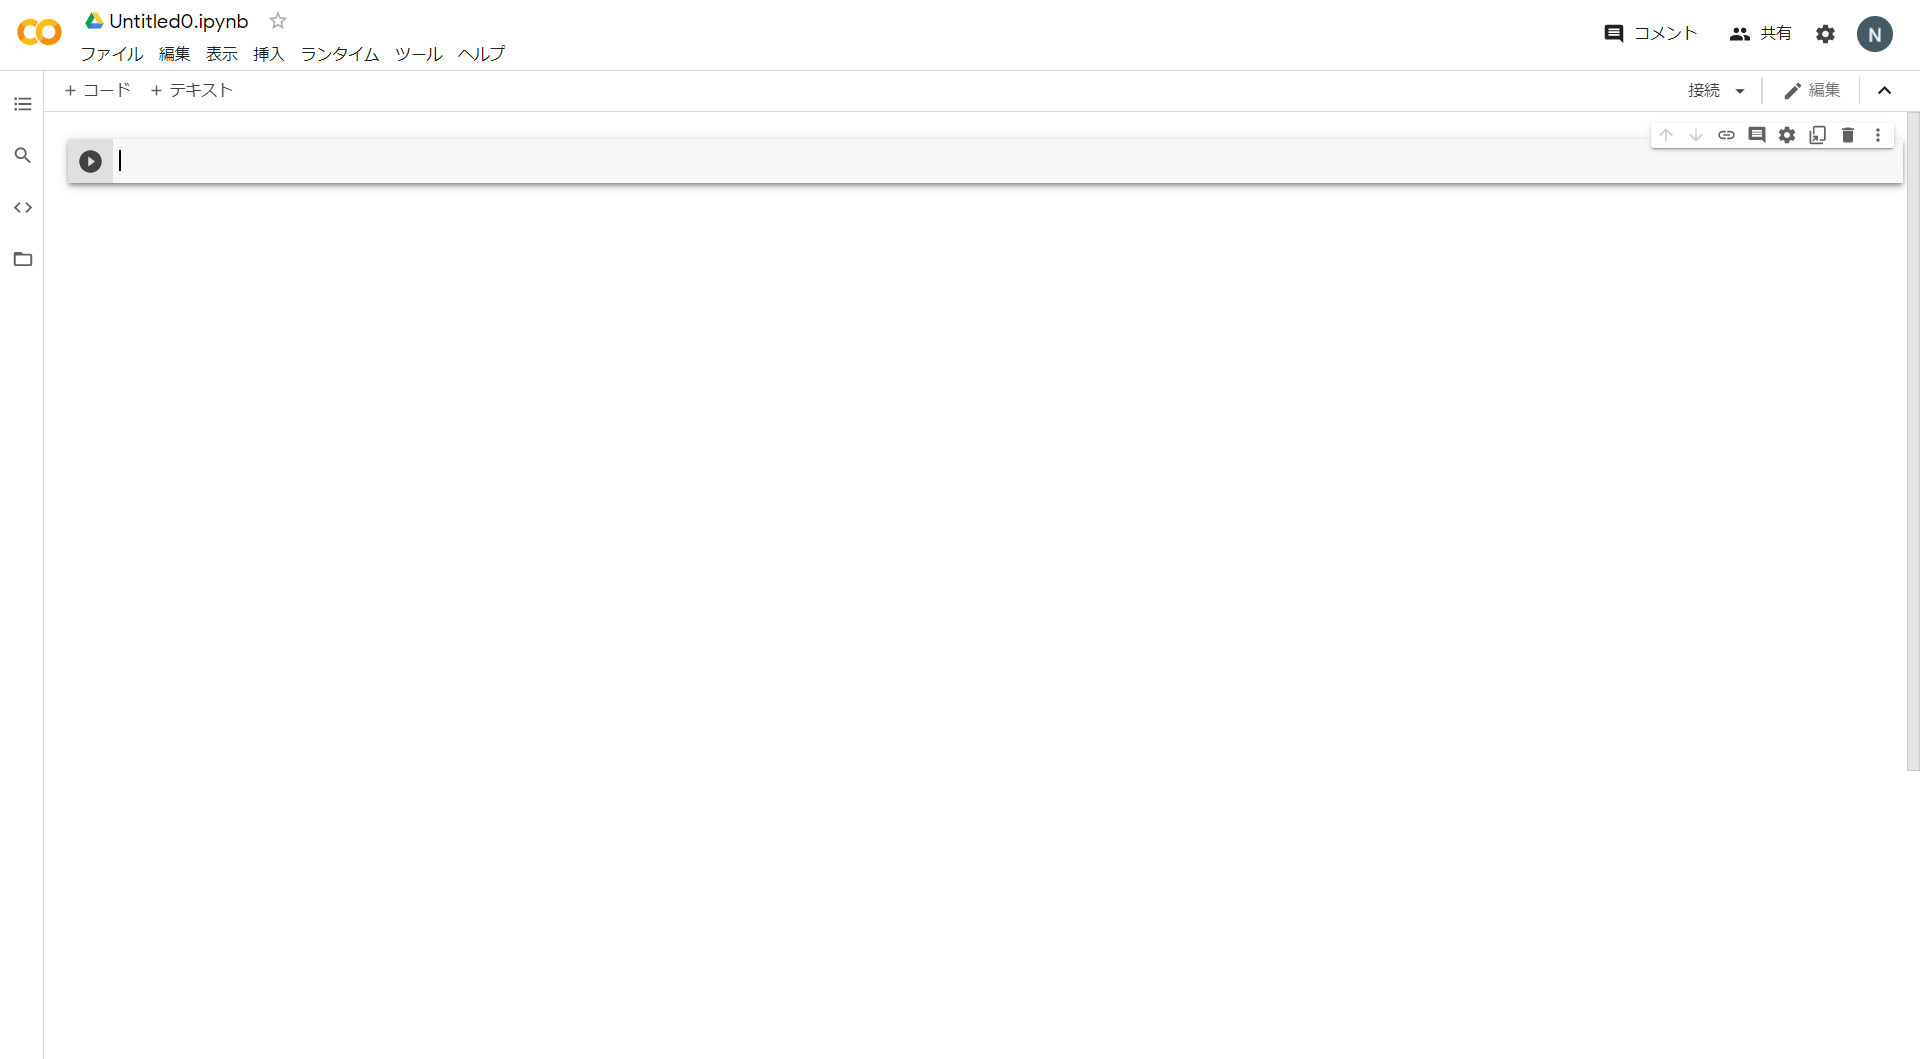 Untitled0.ipynb
ファイル 編集 表示 挿入 ランタイム ツール ヘルプ
コメント 共有 N
+ コード + テキスト
接続 編集